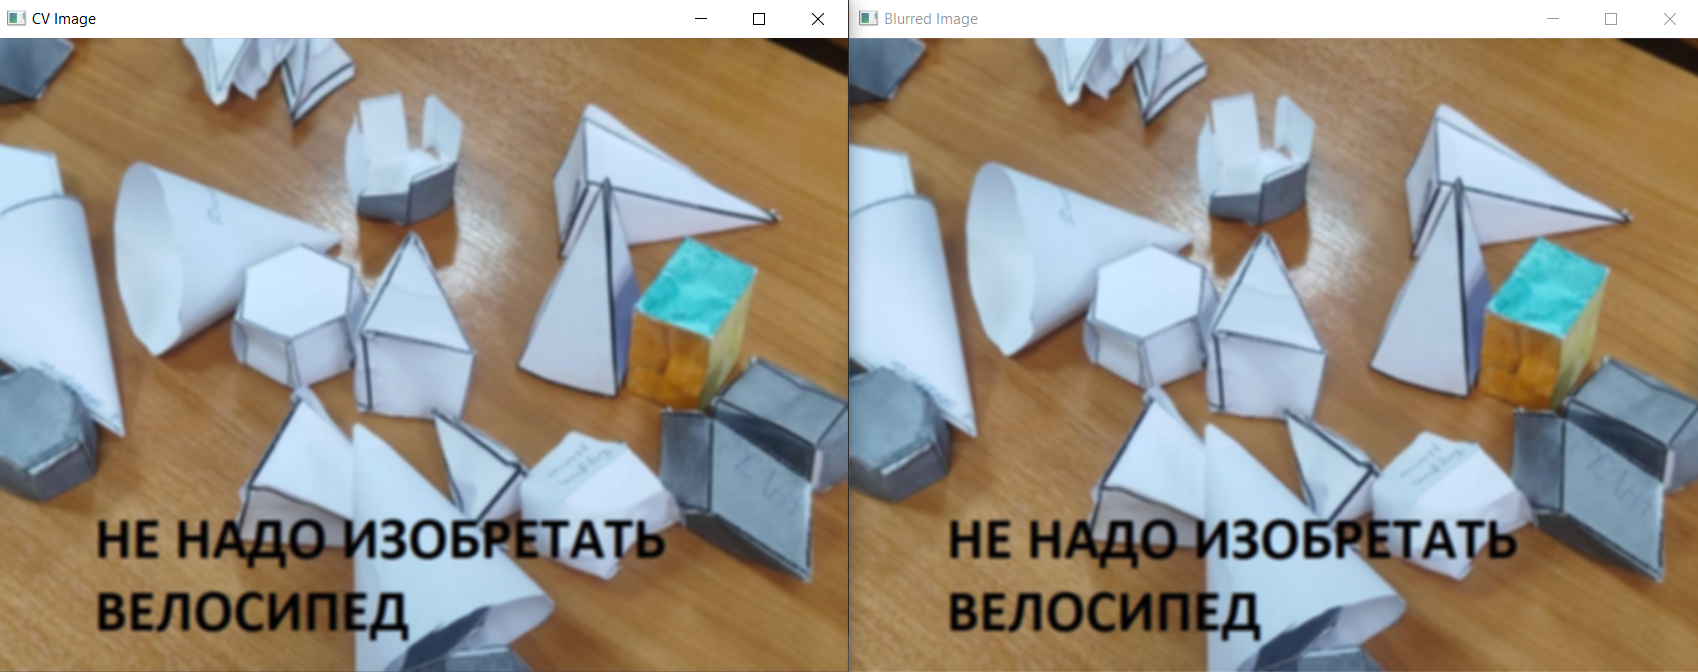 CV Image
Blurred Image
НЕ НАДО ИЗОБРЕТАТЬ
ВЕЛОСИПЕД
НЕ НАДО ИЗОБРЕТАТЬ
ВЕЛОСИПЕД